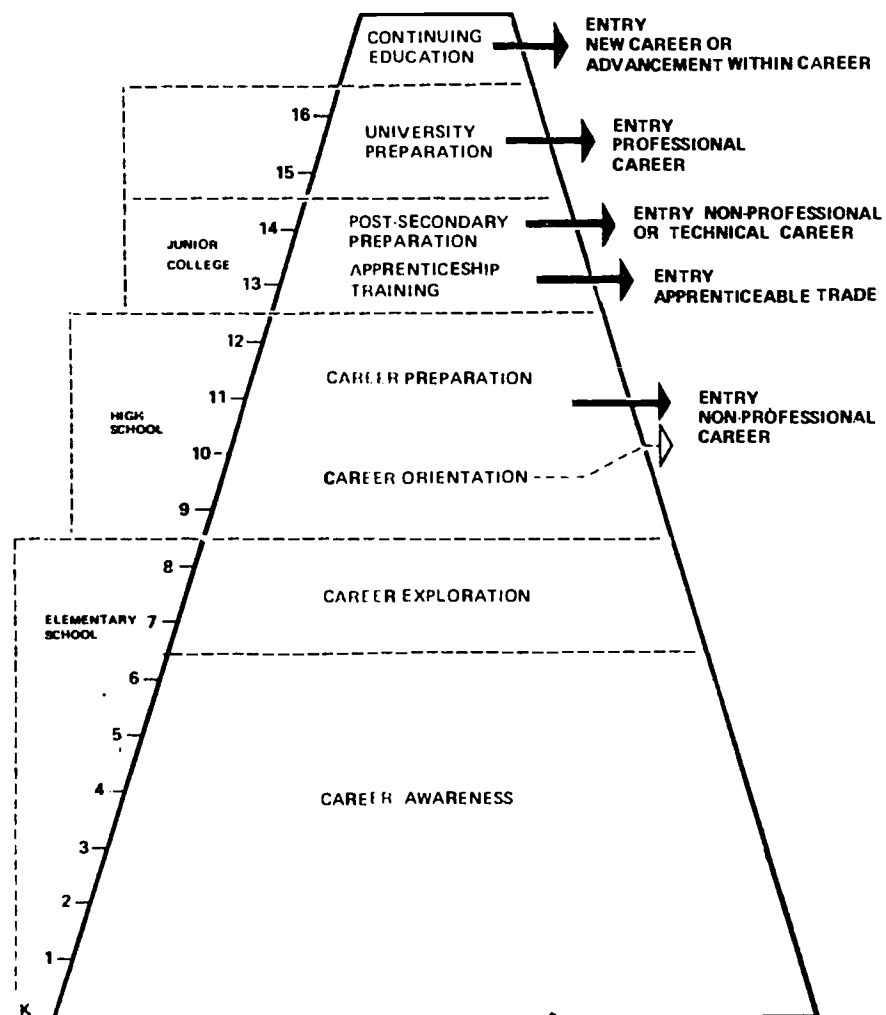 CONTINUING
EDUCATION
ENTRY
NEW CAREER OR
ADVANCEMENT WITHIN CAREER
16
UNIVERSITY
PREPARATION
ENTRY
PROFESSIONAL
CAREER
15
14
POST-SECONDARY
PREPARATION
ENTRY NON-PROFESSIONAL
OR TECHNICAL CAREER
JUNIOR
COLLEGE
13
APPRENTICESHIP
TRAINING
ENTRY
APPRENTICEABLE TRADE
12
CAREER PREPARATION
11
ENTRY
NON-PROFESSIONAL
CAREER
HIGH
SCHOOL
10
CAREER ORIENTATION
9
8
CAREER EXPLORATION
ELEMENTARY
SCHOOL
7
6
5
4
CAREER AWARENESS
3
2
1
K